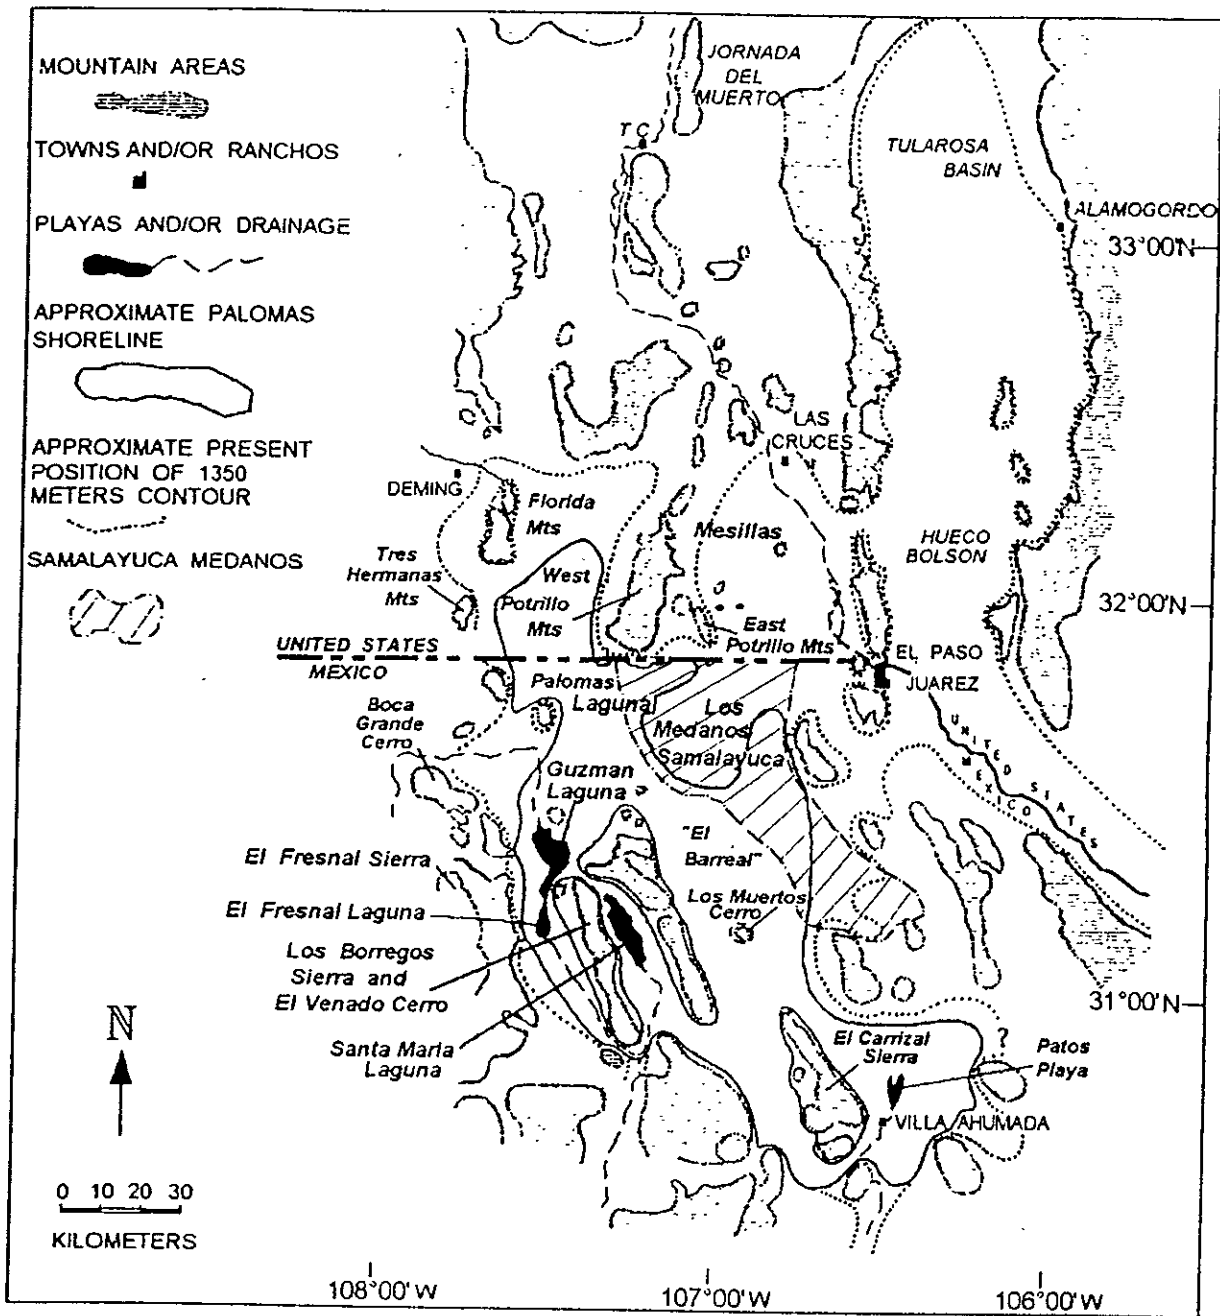 MOUNTAIN AREAS
TOWNS AND/OR RANCHOS
PLAYAS AND/OR DRAINAGE
APPROXIMATE PALOMAS
SHORELINE
APPROXIMATE PRESENT
POSITION OF 1350
METERS CONTOUR
SAMALAYUCA MEDANOS
JORNADA
DEL
MUERTO
T C
TULAROSA
BASIN
ALAMOGORDO
33°00'N
LAS
CRUCES
DEMING
Florida
Mts
Mesillas
HUECO
BOLSON
Tres
Hermanas
Mts
West
Potrillo
Mts
East
Potrillo Mts
32°00'N
UNITED STATES
MEXICO
EL PASO
JUAREZ
Palomas
Laguna
Boca
Grande
Cerro
Los
Medanos
Samalayuca
UNITED STATES
MEXICO
Guzman
Laguna
"El
Barreal"
El Fresnal Sierra
El Fresnal Laguna
Los Muertos
Cerro
Los Borregos
Sierra and
El Venado Cerro
31°00'N
N
Santa Maria
Laguna
El Carrizal
Sierra
?
Patos
Playa
VILLA AHUMADA
0 10 20 30
KILOMETERS
108°00'W
107°00'W
106°00'W